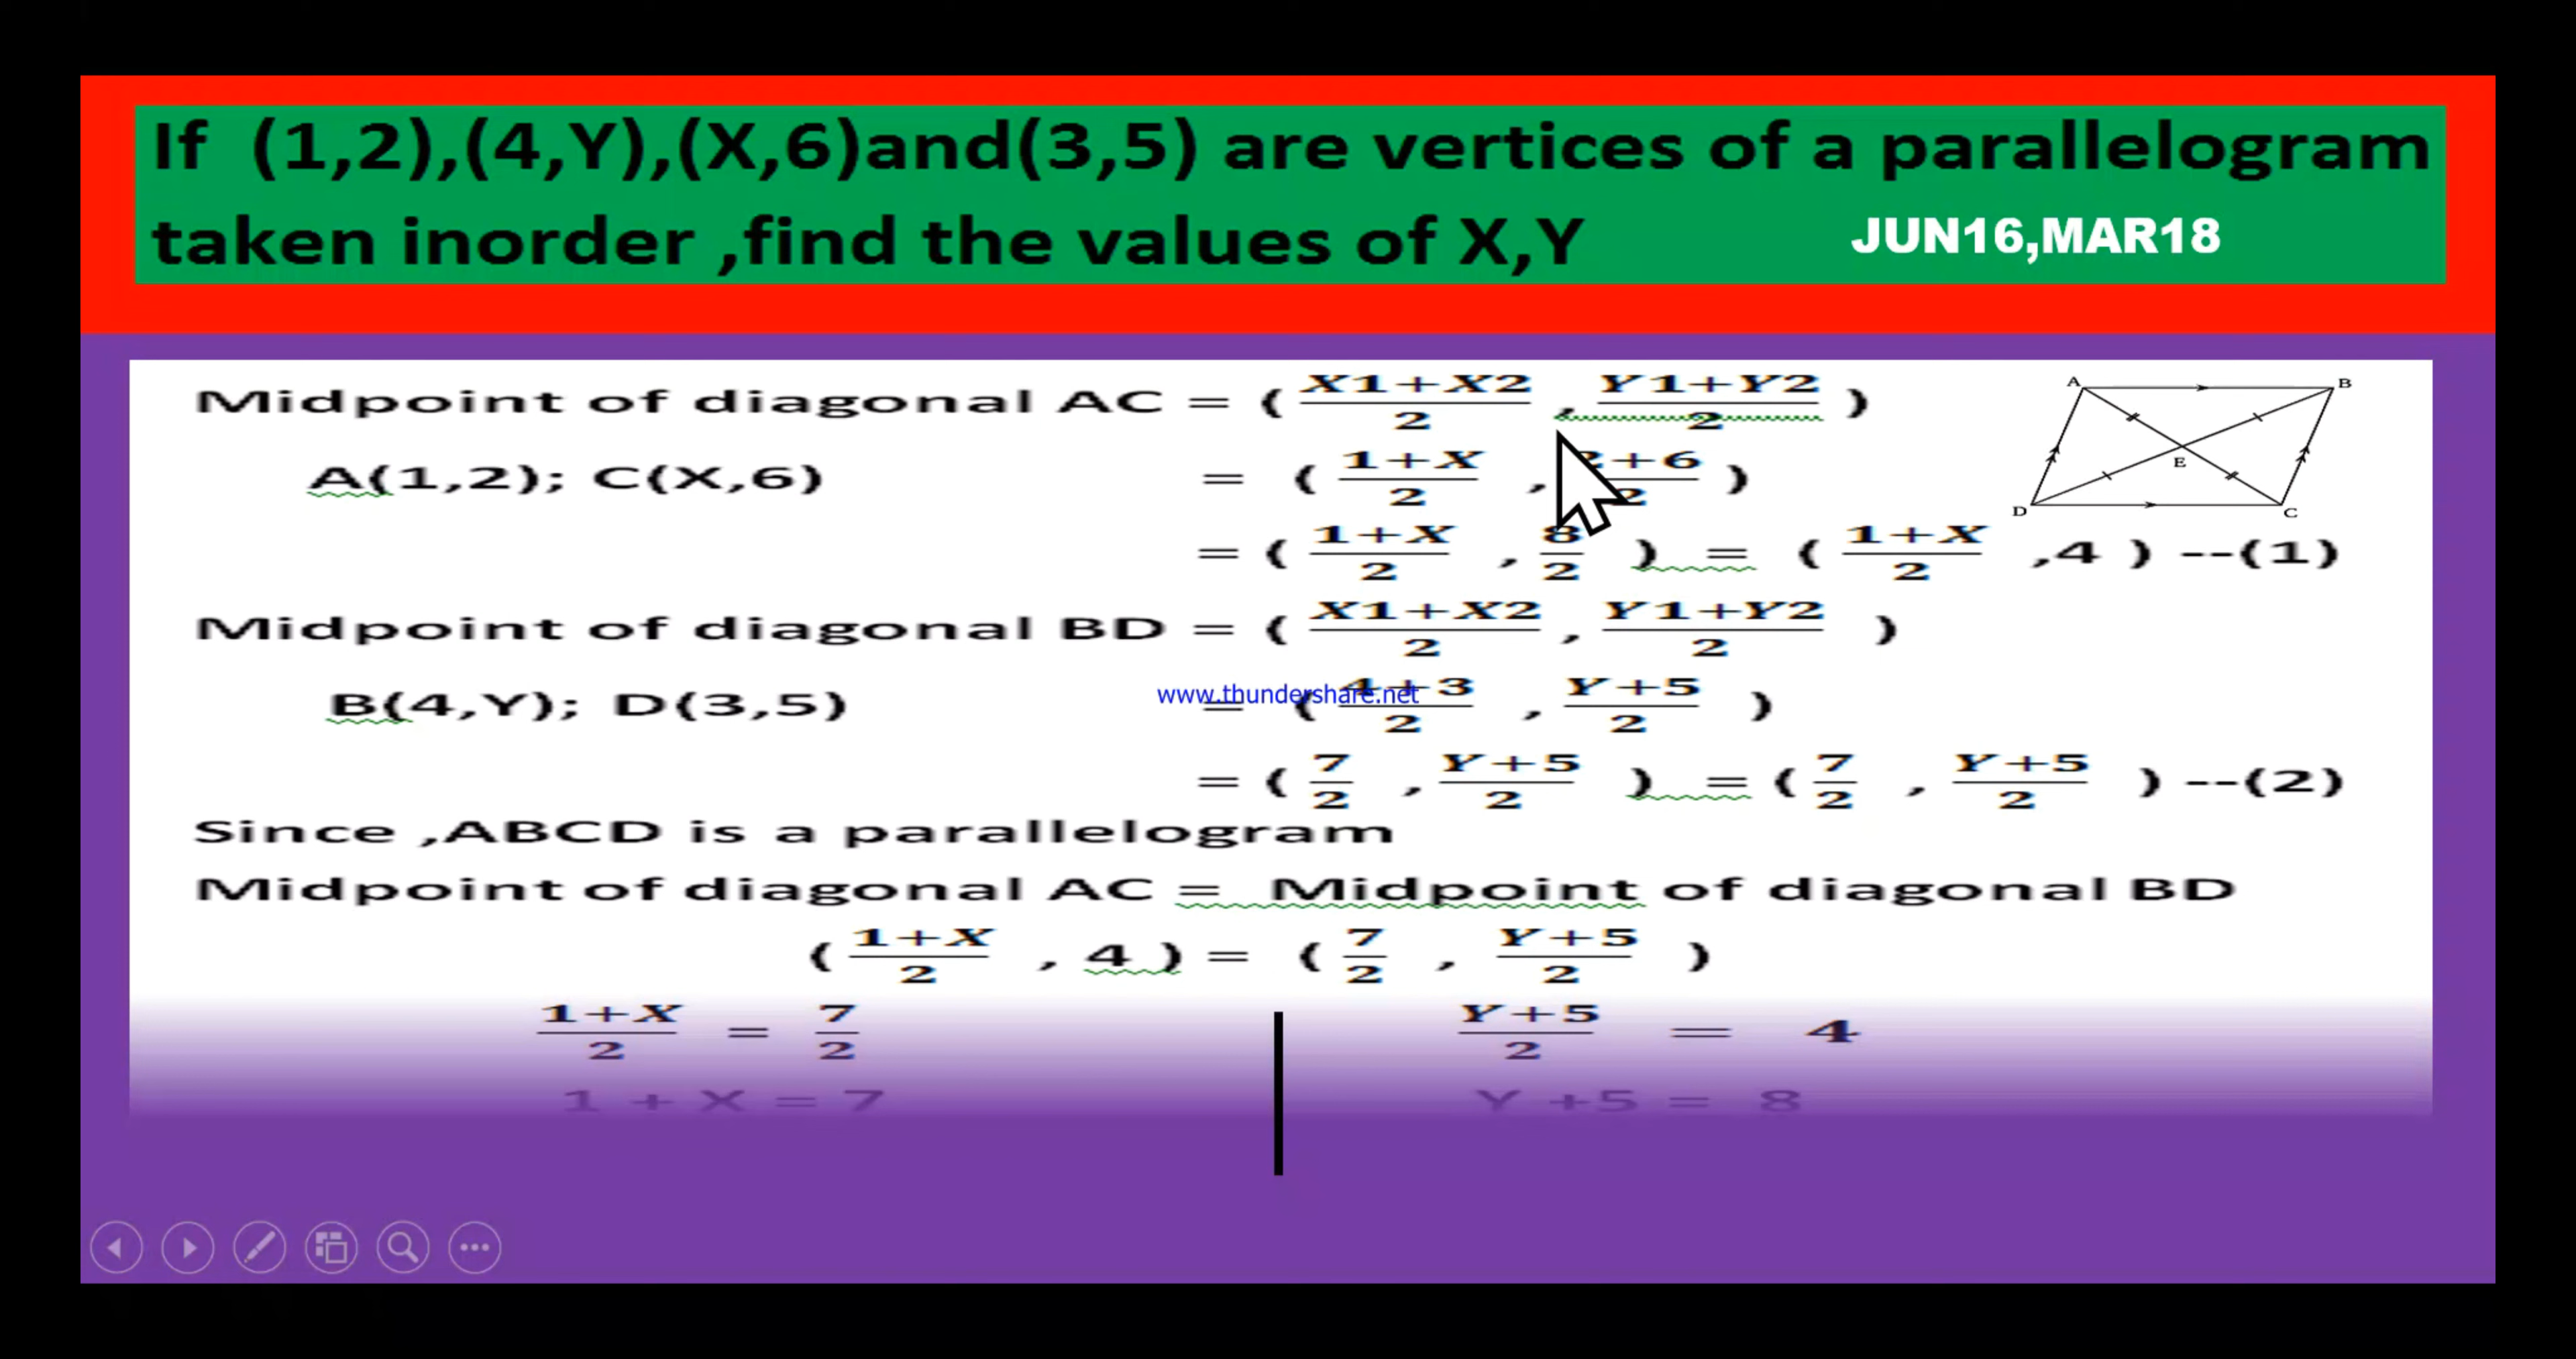 If (1,2),(4,Y),(X,6)and(3,5) are vertices of a parallelogram
taken inorder ,find the values of X,Y JUN16,MAR18
Midpoint of diagonal AC = ( X1+X2/2 , Y1+Y2/2 )
A(1,2); C(X,6) = ( 1+X/2 , 2+6/2 )
= ( 1+X/2 , 8/2 ) = ( 1+X/2 ,4 ) --(1)
A B
E
D C
Midpoint of diagonal BD = ( X1+X2/2 , Y1+Y2/2 )
B(4,Y); D(3,5) = ( 4+3/2 , Y+5/2 )
www.thundershare.net
= ( 7/2 , Y+5/2 ) = ( 7/2 , Y+5/2 ) --(2)
Since ,ABCD is a parallelogram
Midpoint of diagonal AC = Midpoint of diagonal BD
( 1+X/2 , 4 ) = ( 7/2 , Y+5/2 )
1+X/2 = 7/2 Y+5/2 = 4
1 + X = 7 Y +5 = 8